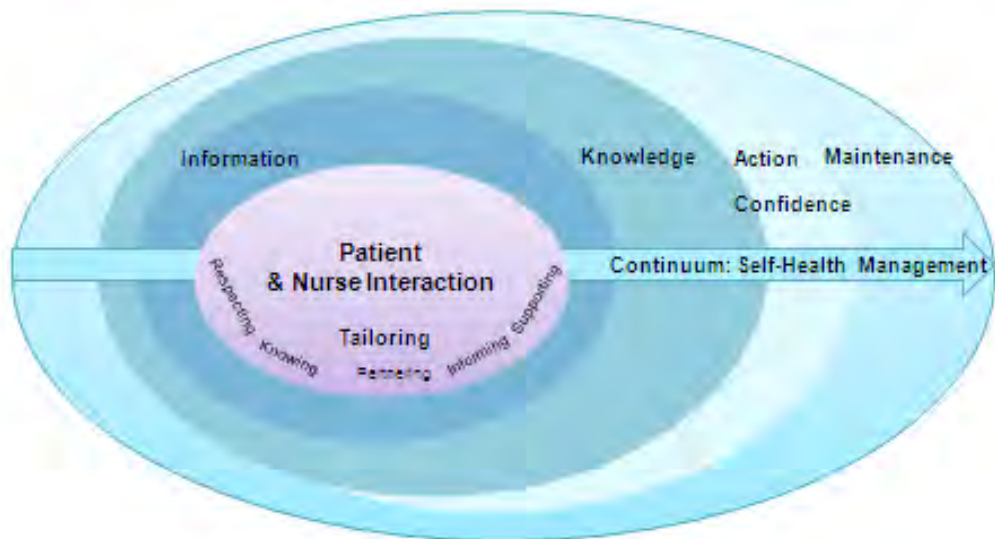 Information
Knowledge
Action
Maintenance
Confidence
Continuum: Self-Health Management
Patient
& Nurse Interaction
Tailoring
Respecting
Knowing
Partnering
Informing
Supporting